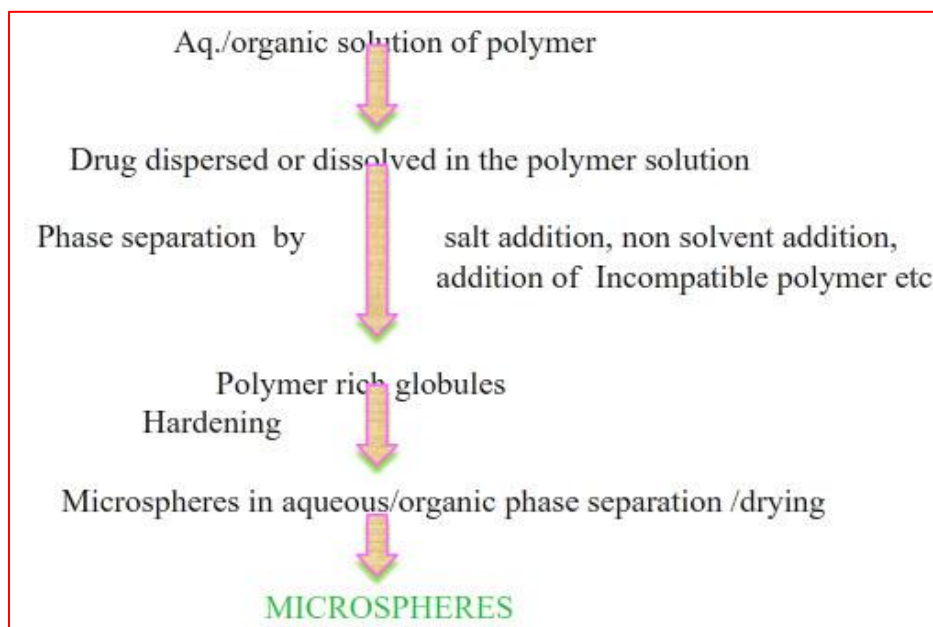 Aq./organic solution of polymer
Drug dispersed or dissolved in the polymer solution
Phase separation by salt addition, non solvent addition,
addition of Incompatible polymer etc
Polymer rich globules
Hardening
Microspheres in aqueous/organic phase separation /drying
MICROSPHERES